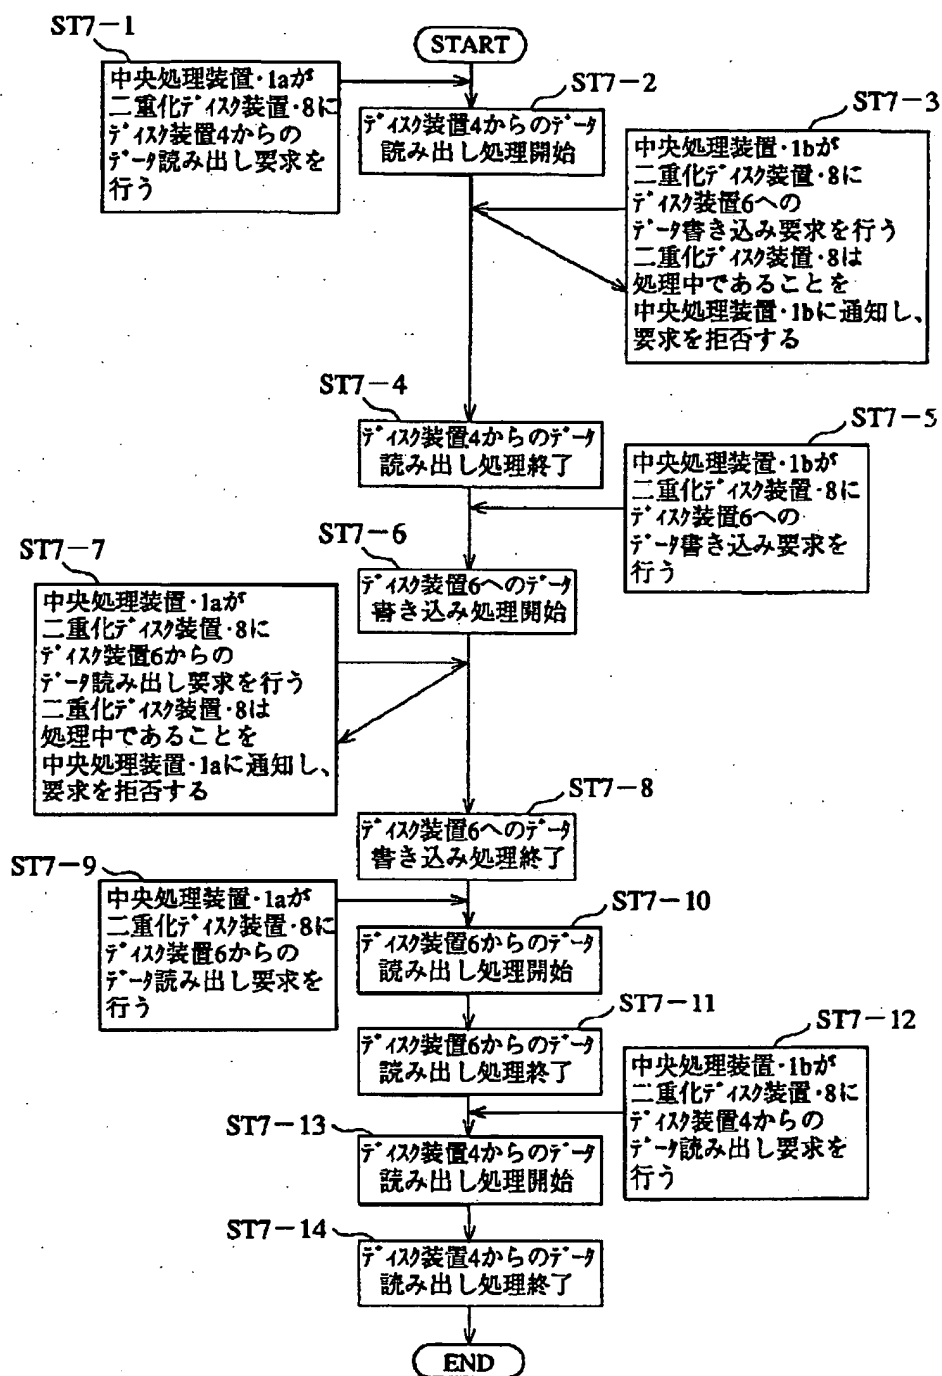 ST7-1
START
中央処理装置・1aが
二重化ディスク装置・8に
ディスク装置4からの
データ読み出し要求を
行う
ST7-2
ディスク装置4からのデータ
読み出し処理開始
ST7-3
中央処理装置・1bが
二重化ディスク装置・8に
ディスク装置6への
データ書き込み要求を行う
二重化ディスク装置・8は
処理中であることを
中央処理装置・1bに通知し、
要求を拒否する
ST7-4
ディスク装置4からのデータ
読み出し処理終了
ST7-5
中央処理装置・1bが
二重化ディスク装置・8に
ディスク装置6への
データ書き込み要求を
行う
ST7-6
ディスク装置6へのデータ
書き込み処理開始
ST7-7
中央処理装置・1aが
二重化ディスク装置・8に
ディスク装置6からの
データ読み出し要求を行う
二重化ディスク装置・8は
処理中であることを
中央処理装置・1aに通知し、
要求を拒否する
ST7-8
ディスク装置6へのデータ
書き込み処理終了
ST7-9
中央処理装置・1aが
二重化ディスク装置・8に
ディスク装置6からの
データ読み出し要求を
行う
ST7-10
ディスク装置6からのデータ
読み出し処理開始
ST7-11
ディスク装置6からのデータ
読み出し処理終了
ST7-12
中央処理装置・1bが
二重化ディスク装置・8に
ディスク装置4からの
データ読み出し要求を
行う
ST7-13
ディスク装置4からのデータ
読み出し処理開始
ST7-14
ディスク装置4からのデータ
読み出し処理終了
END